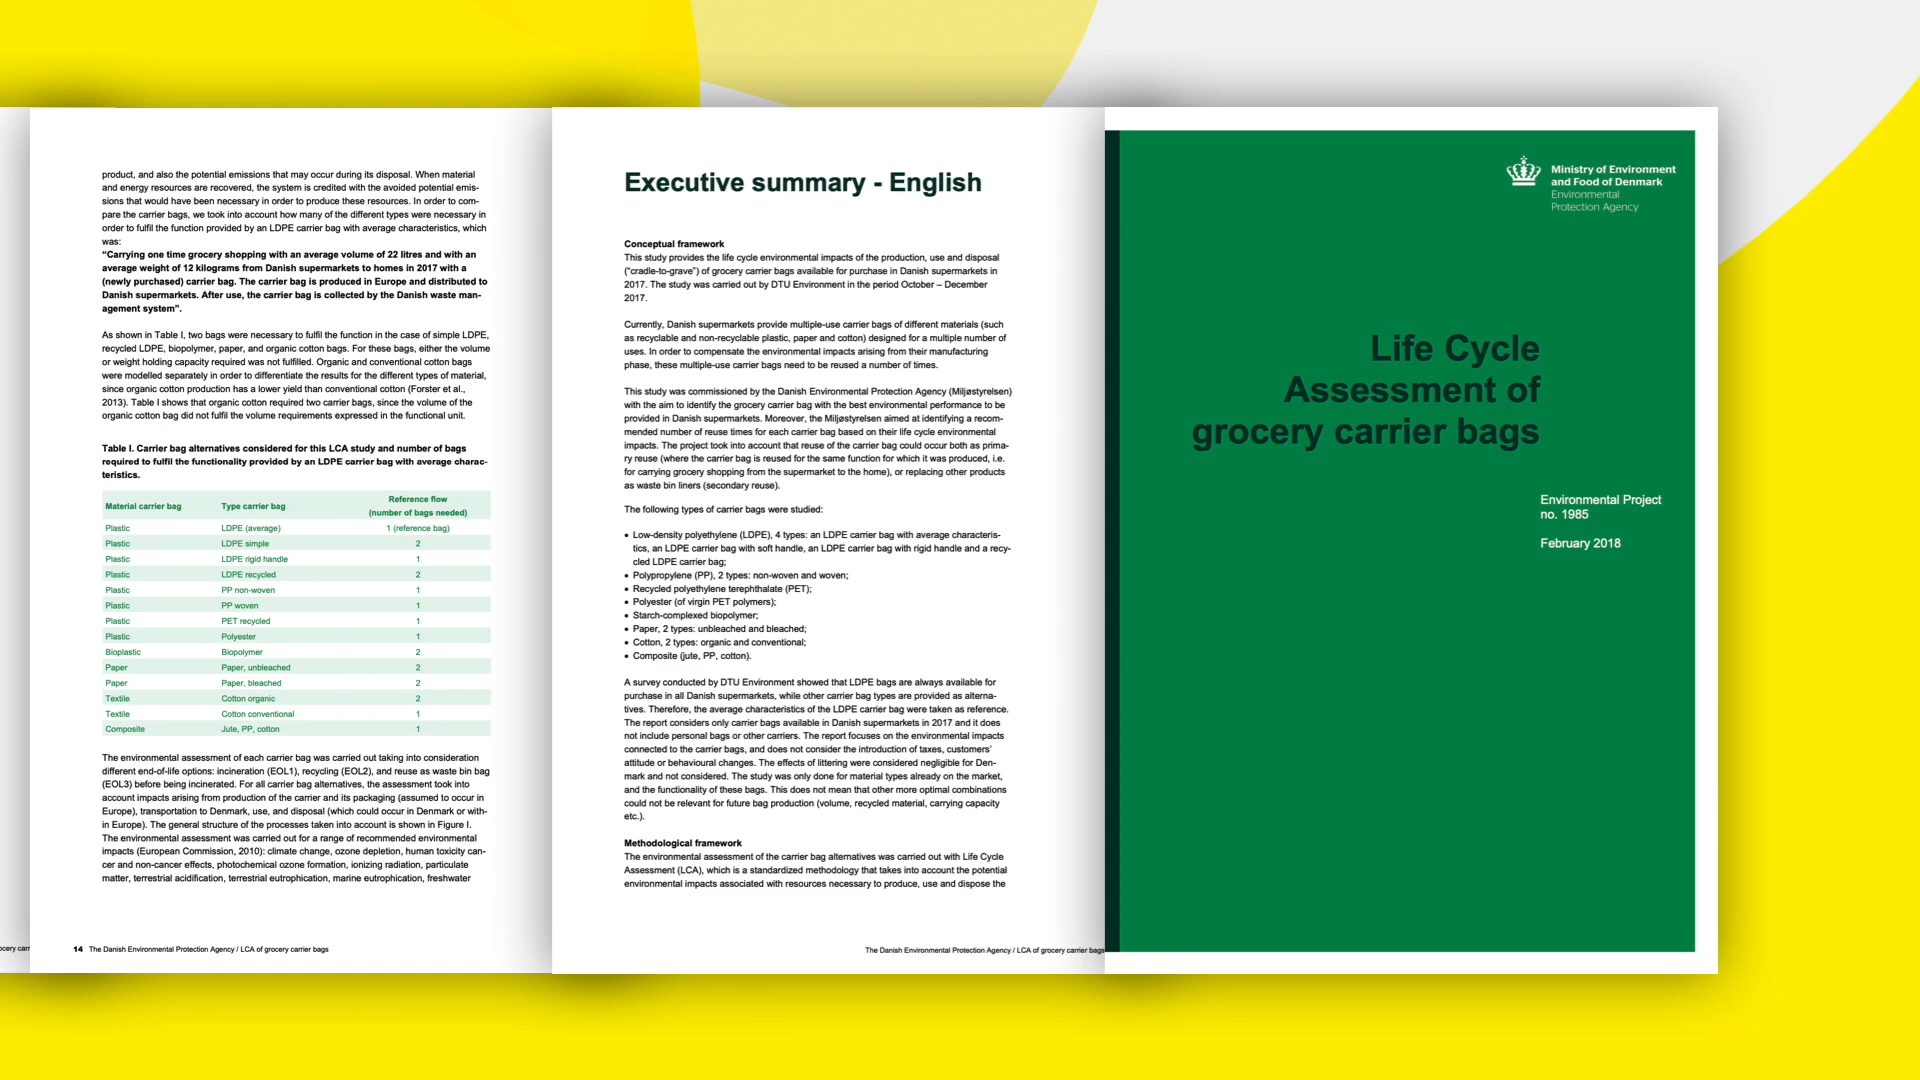 product, and also the potential emissions that may occur during its disposal. When material
and energy resources are recovered, the system is credited with the avoided potential emis-
sions that would have been necessary in order to produce these resources. In order to com-
pare the carrier bags, we took into account how many of the different types were necessary in
order to fulfil the function provided by an LDPE carrier bag with average characteristics, which
was:
“Carrying one time grocery shopping with an average volume of 22 litres and with an
average weight of 12 kilograms from Danish supermarkets to homes in 2017 with a
(newly purchased) carrier bag. The carrier bag is produced in Europe and distributed to
Danish supermarkets. After use, the carrier bag is collected by the Danish waste man-
agement system”.
As shown in Table I, two bags were necessary to fulfil the function in the case of simple LDPE,
recycled LDPE, biopolymer, paper, and organic cotton bags. For these bags, either the volume
or weight holding capacity required was not fulfilled. Organic and conventional cotton bags
were modelled separately in order to differentiate the results for the different types of material,
since organic cotton production has a lower yield than conventional cotton (Forster et al.,
2013). Table I shows that organic cotton required two carrier bags, since the volume of the
organic cotton bag did not fulfil the volume requirements expressed in the functional unit.
Table I. Carrier bag alternatives considered for this LCA study and number of bags
required to fulfil the functionality provided by an LDPE carrier bag with average charac-
teristics.
Material carrier bag Type carrier bag Reference flow
(number of bags needed)
Plastic LDPE (average) 1 (reference bag)
Plastic LDPE simple 2
Plastic LDPE rigid handle 1
Plastic LDPE recycled 2
Plastic PP non-woven 1
Plastic PP woven 1
Plastic PET recycled 1
Plastic Polyester 1
Bioplastic Biopolymer 2
Paper Paper, unbleached 2
Paper Paper, bleached 2
Textile Cotton organic 2
Textile Cotton conventional 1
Composite Jute, PP, cotton 1
The environmental assessment of each carrier bag was carried out taking into consideration
different end-of-life options: incineration (EOL1), recycling (EOL2), and reuse as waste bin bag
(EOL3) before being incinerated. For all carrier bag alternatives, the assessment took into
account impacts arising from production of the carrier and its packaging (assumed to occur in
Europe), transportation to Denmark, use, and disposal (which could occur in Denmark or with-
in Europe). The general structure of the processes taken into account is shown in Figure I.
The environmental assessment was carried out for a range of recommended environmental
impacts (European Commission, 2010): climate change, ozone depletion, human toxicity can-
cer and non-cancer effects, photochemical ozone formation, ionizing radiation, particulate
matter, terrestrial acidification, terrestrial eutrophication, marine eutrophication, freshwater
14 The Danish Environmental Protection Agency / LCA of grocery carrier bags
Executive summary - English
Conceptual framework
This study provides the life cycle environmental impacts of the production, use and disposal
(“cradle-to-grave”) of grocery carrier bags available for purchase in Danish supermarkets in
2017. The study was carried out by DTU Environment in the period October – December
2017.
Currently, Danish supermarkets provide multiple-use carrier bags of different materials (such
as recyclable and non-recyclable plastic, paper and cotton) designed for a multiple number of
uses. In order to compensate the environmental impacts arising from their manufacturing
phase, these multiple-use carrier bags need to be reused a number of times.
This study was commissioned by the Danish Environmental Protection Agency (Miljøstyrelsen)
with the aim to identify the grocery carrier bag with the best environmental performance to be
provided in Danish supermarkets. Moreover, the Miljøstyrelsen aimed at identifying a recom-
mended number of reuse times for each carrier bag based on their life cycle environmental
impacts. The project took into account that reuse of the carrier bag could occur both as prima-
ry reuse (where the carrier bag is reused for the same function for which it was produced, i.e.
for carrying grocery shopping from the supermarket to the home), or replacing other products
as waste bin liners (secondary reuse).
The following types of carrier bags were studied:
• Low-density polyethylene (LDPE), 4 types: an LDPE carrier bag with average characteris-
tics, an LDPE carrier bag with soft handle, an LDPE carrier bag with rigid handle and a recy-
cled LDPE carrier bag;
• Polypropylene (PP), 2 types: non-woven and woven;
• Recycled polyethylene terephthalate (PET);
• Polyester (of virgin PET polymers);
• Starch-complexed biopolymer;
• Paper, 2 types: unbleached and bleached;
• Cotton, 2 types: organic and conventional;
• Composite (jute, PP, cotton).
A survey conducted by DTU Environment showed that LDPE bags are always available for
purchase in all Danish supermarkets, while other carrier bag types are provided as alterna-
tives. Therefore, the average characteristics of the LDPE carrier bag were taken as reference.
The report considers only carrier bags available in Danish supermarkets in 2017 and it does
not include personal bags or other carriers. The report focuses on the environmental impacts
connected to the carrier bags, and does not consider the introduction of taxes, customers’
attitude or behavioural changes. The effects of littering were considered negligible for Den-
mark and not considered. The study was only done for material types already on the market,
and the functionality of these bags. This does not mean that other more optimal combinations
could not be relevant for future bag production (volume, recycled material, carrying capacity
etc.).
Methodological framework
The environmental assessment of the carrier bag alternatives was carried out with Life Cycle
Assessment (LCA), which is a standardized methodology that takes into account the potential
environmental impacts associated with resources necessary to produce, use and dispose the
The Danish Environmental Protection Agency / LCA of grocery carrier bags
Ministry of Environment
and Food of Denmark
Environmental
Protection Agency
Life Cycle
Assessment of
grocery carrier bags
Environmental Project
no. 1985
February 2018